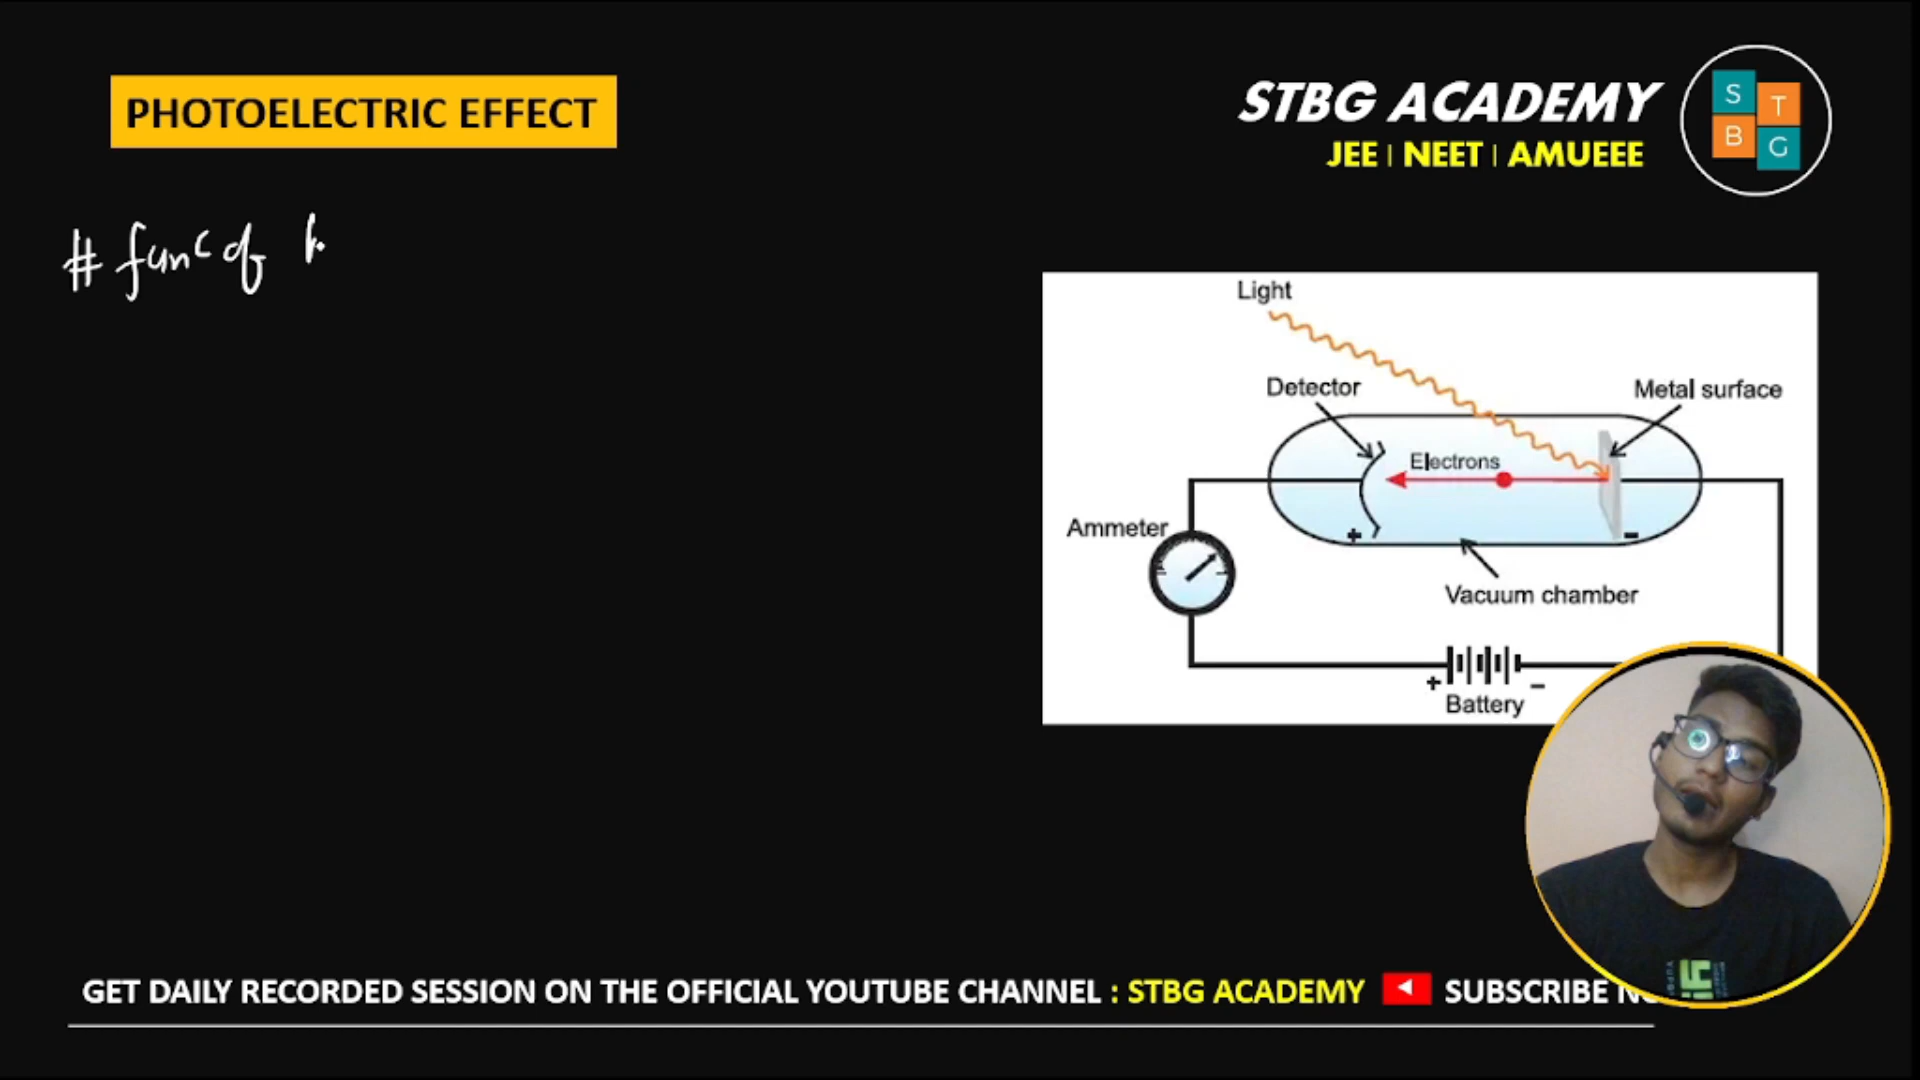 PHOTOELECTRIC EFFECT
STBG ACADEMY
JEE | NEET | AMUEEE
S T
B G
# func of
Light
Detector
Metal surface
Electrons
+ -
Ammeter
Vacuum chamber
+ -
Battery
GET DAILY RECORDED SESSION ON THE OFFICIAL YOUTUBE CHANNEL : STBG ACADEMY SUBSCRIBE